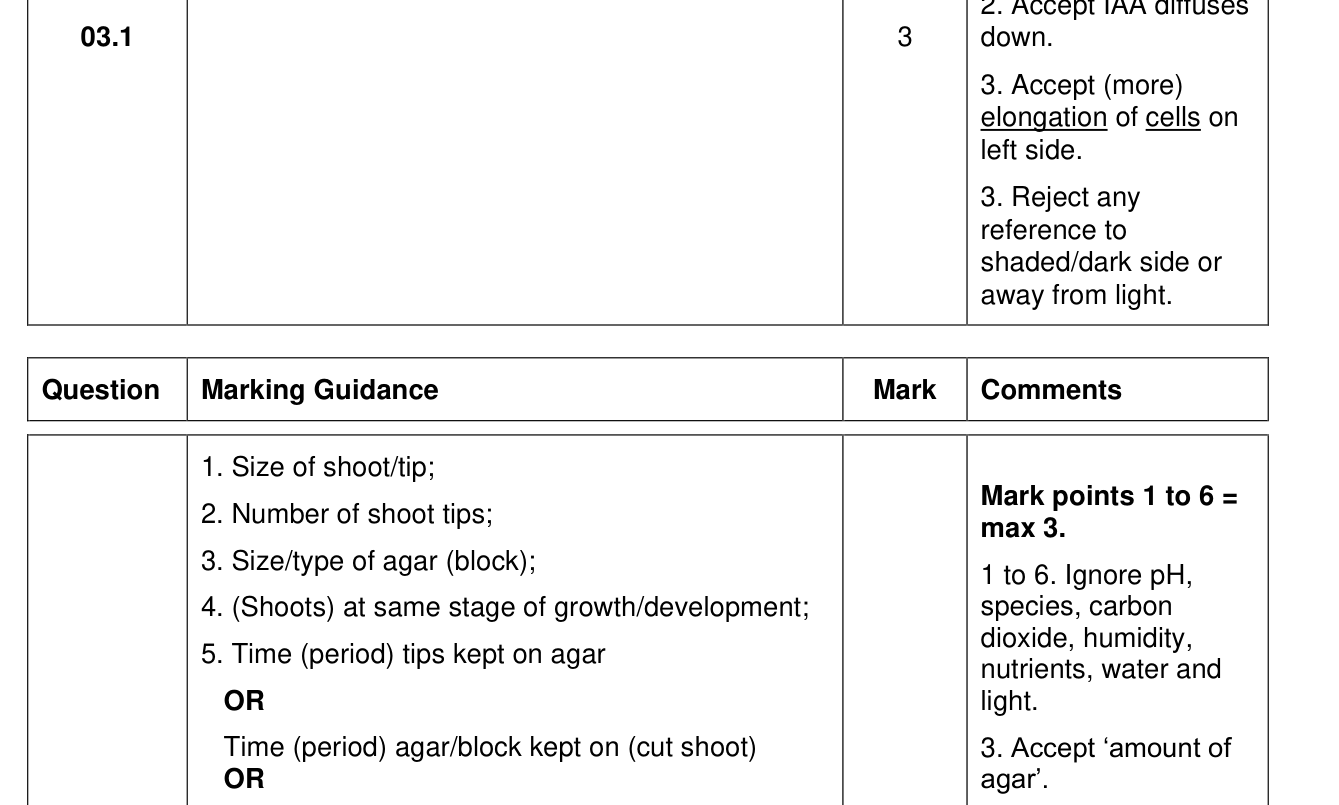 2. Accept IAA diffuses
03.1
3
down.
3. Accept (more)
elongation of cells on
left side.
3. Reject any
reference to
shaded/dark side or
away from light.
Question
Marking Guidance
Mark
Comments
1. Size of shoot/tip;
2. Number of shoot tips;
3. Size/type of agar (block);
4. (Shoots) at same stage of growth/development;
5. Time (period) tips kept on agar
OR
Time (period) agar/block kept on (cut shoot)
OR
Mark points 1 to 6 =
max 3.
1 to 6. Ignore pH,
species, carbon
dioxide, humidity,
nutrients, water and
light.
3. Accept ‘amount of
agar’.